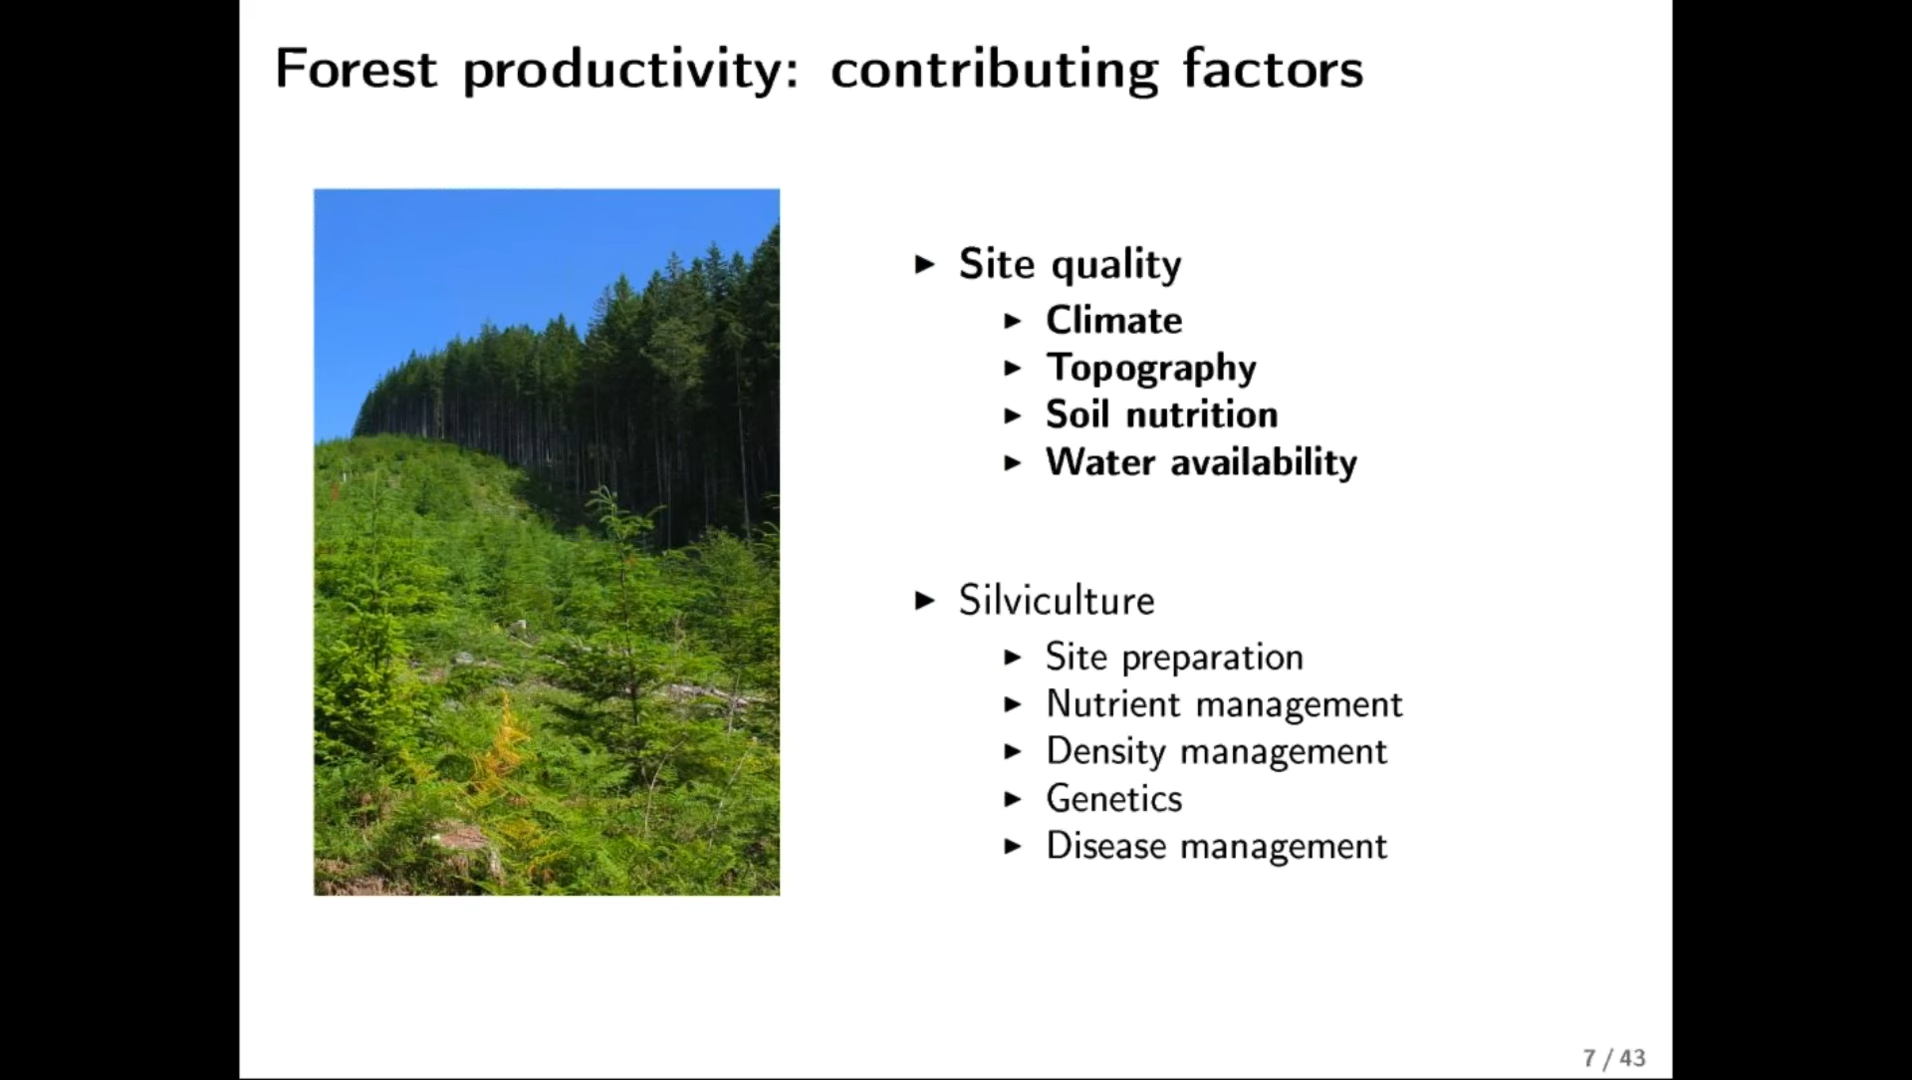 Forest productivity: contributing factors
▶ Site quality
▶ Climate
▶ Topography
▶ Soil nutrition
▶ Water availability
▶ Silviculture
▶ Site preparation
▶ Nutrient management
▶ Density management
▶ Genetics
▶ Disease management
7 / 43